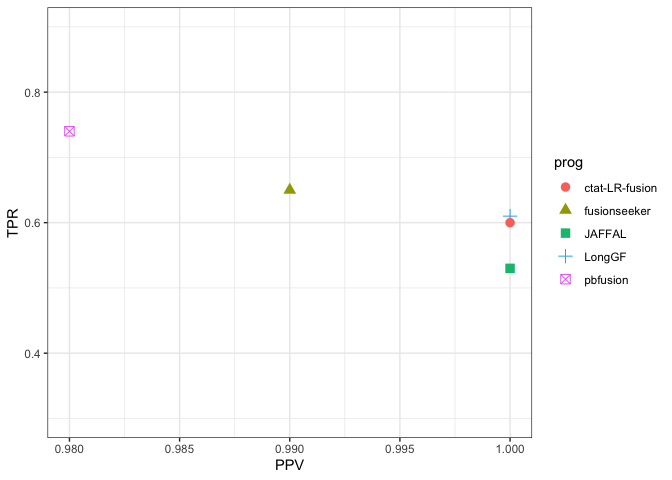 TPR
0.8
0.6
0.4
0.980
0.985
0.990
0.995
1.000
PPV
prog
ctat-LR-fusion
fusionseeker
JAFFAL
LongGF
pbfusion